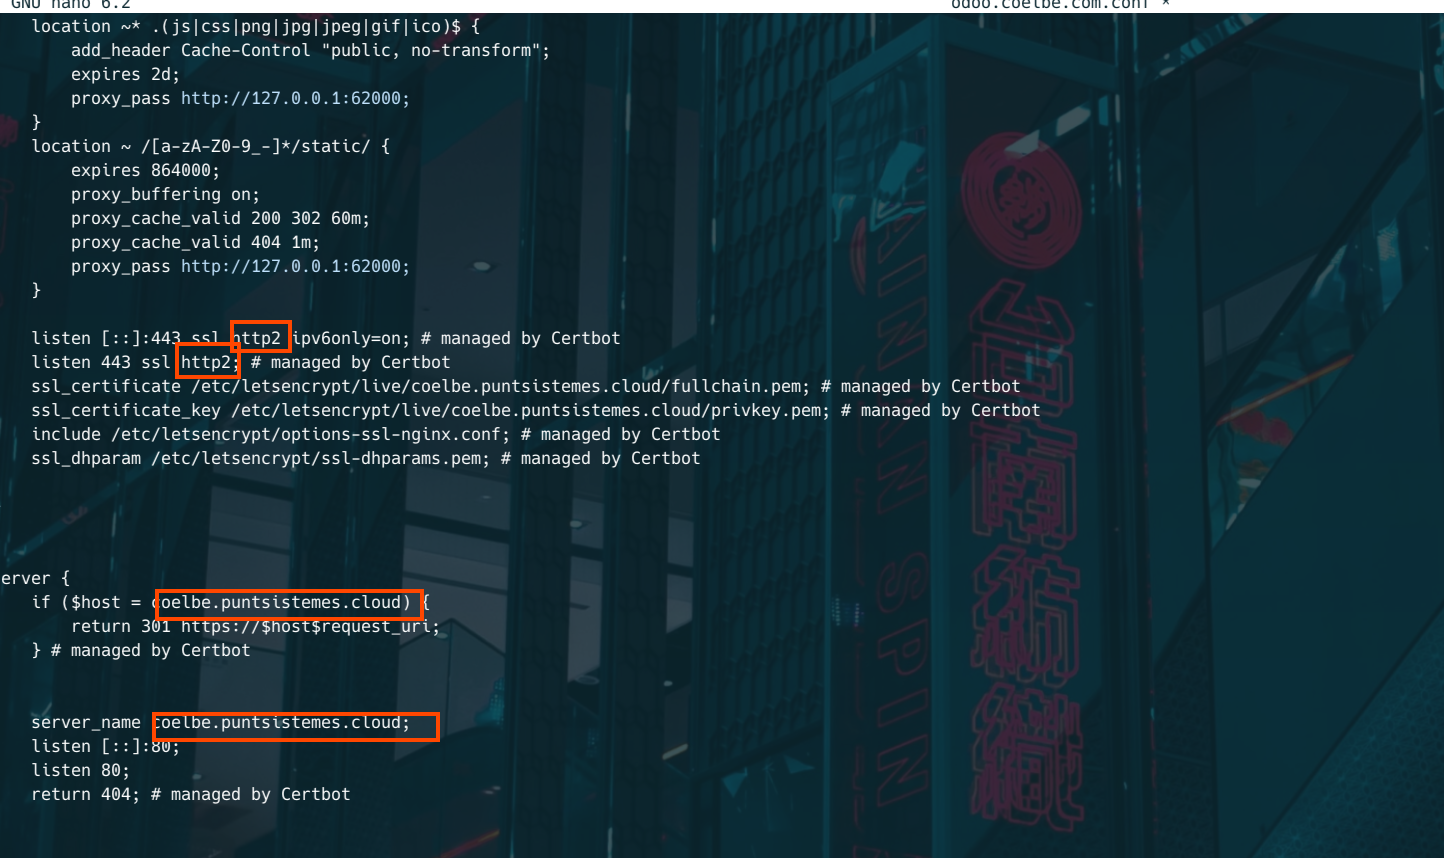 GNU nano 6.2 odoo.coelbe.com.conf *
location ~* .(js|css|png|jpg|jpeg|gif|ico)$ {
add_header Cache-Control "public, no-transform";
expires 2d;
proxy_pass http://127.0.0.1:62000;
}
location ~ /[a-zA-Z0-9_-]*/static/ {
expires 864000;
proxy_buffering on;
proxy_cache_valid 200 302 60m;
proxy_cache_valid 404 1m;
proxy_pass http://127.0.0.1:62000;
}
listen [::]:443 ssl http2 ipv6only=on; # managed by Certbot
listen 443 ssl http2; # managed by Certbot
ssl_certificate /etc/letsencrypt/live/coelbe.puntsistemes.cloud/fullchain.pem; # managed by Certbot
ssl_certificate_key /etc/letsencrypt/live/coelbe.puntsistemes.cloud/privkey.pem; # managed by Certbot
include /etc/letsencrypt/options-ssl-nginx.conf; # managed by Certbot
ssl_dhparam /etc/letsencrypt/ssl-dhparams.pem; # managed by Certbot
erver {
if ($host = coelbe.puntsistemes.cloud) {
return 301 https://$host$request_uri;
} # managed by Certbot
server_name coelbe.puntsistemes.cloud;
listen [::]:80;
listen 80;
return 404; # managed by Certbot